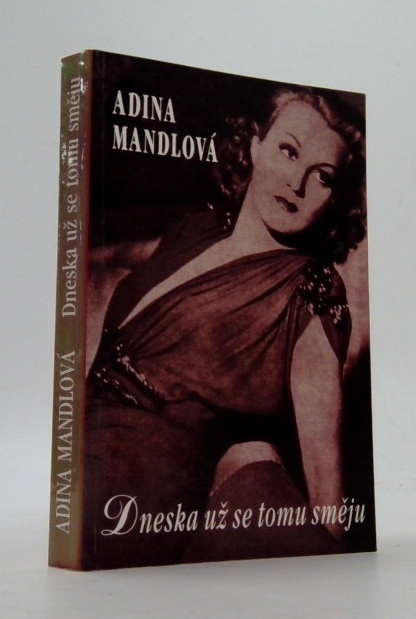 ADINA
MANDLOVÁ
Dneska už se tomu směju
ADINA MANDLOVÁ Dneska už se tomu směju